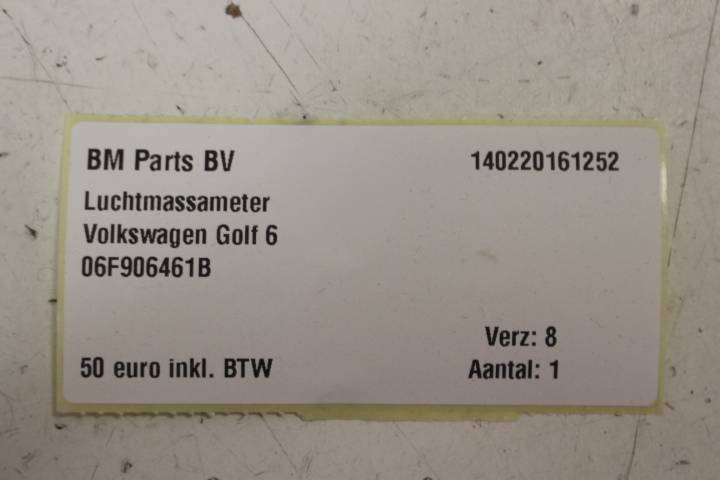 BM Parts BV 140220161252
Luchtmassameter
Volkswagen Golf 6
06F906461B
Verz: 8
50 euro inkl. BTW Aantal: 1